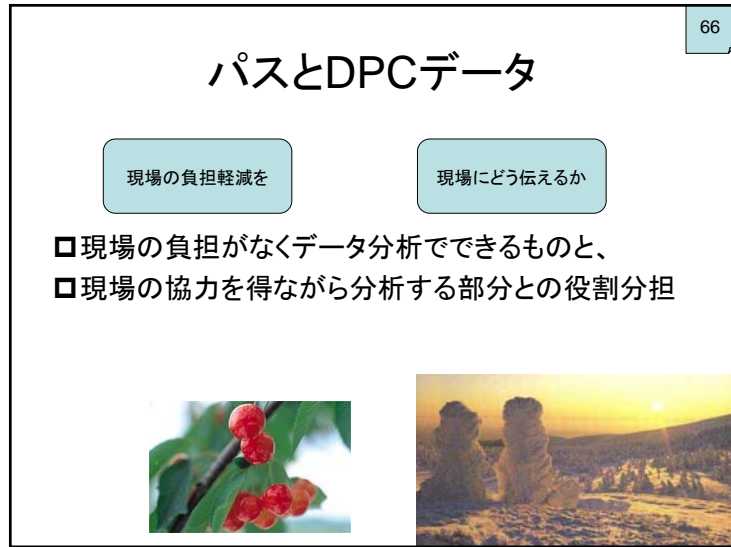 66
パスとDPCデータ
現場の負担軽減を
現場にどう伝えるか
現場の負担がなくデータ分析でできるものと、
現場の協力を得ながら分析する部分との役割分担